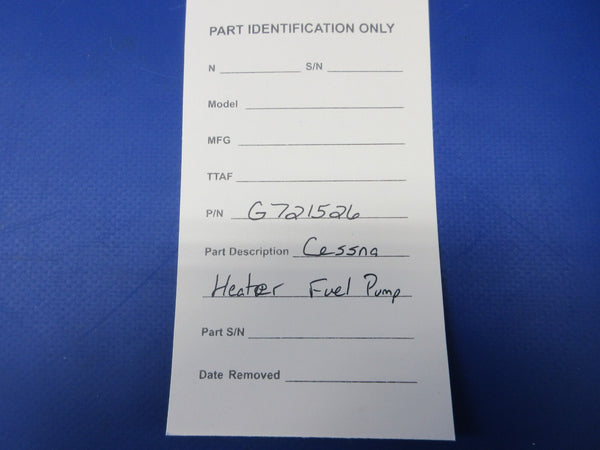 PART IDENTIFICATION ONLY
N S/N
Model
MFG
TTAF
P/N G721526
Part Description Cessna
Heater Fuel Pump
Part S/N
Date Removed